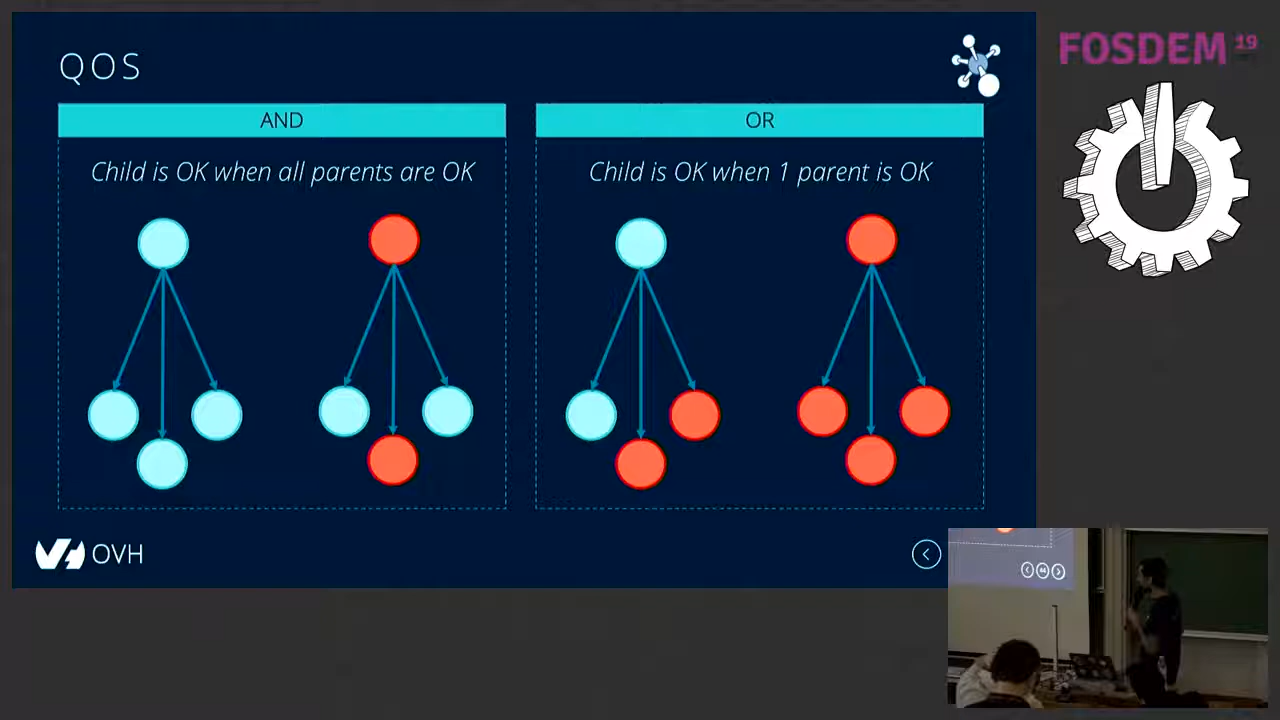 QOS
FOSDEM 19
AND
OR
Child is OK when all parents are OK
Child is OK when 1 parent is OK
OVH